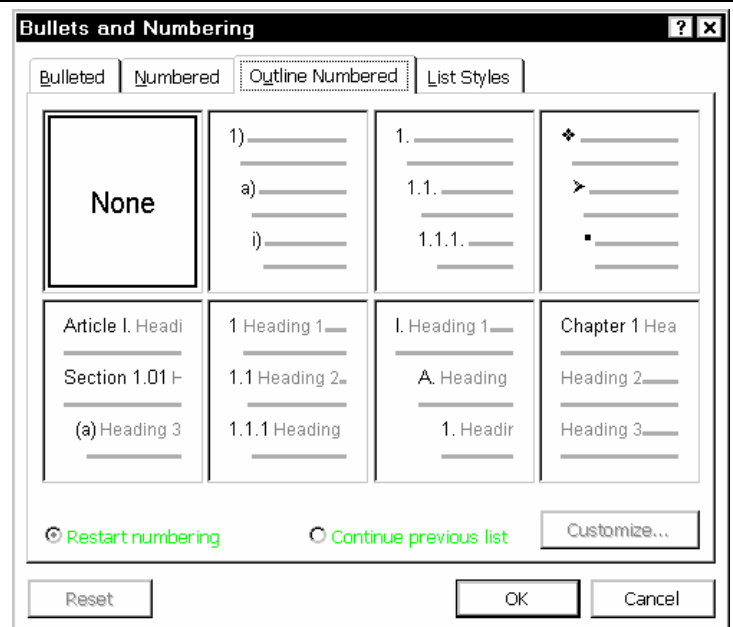 Bullets and Numbering ? X
Bulleted Numbered Outline Numbered List Styles
None
1)
a)
i)
1.
1.1.
1.1.1.
Article I. Headi
Section 1.01 H
(a) Heading 3
1 Heading 1
1.1 Heading 2
1.1.1 Heading
I. Heading 1
A. Heading
1. Headir
Chapter 1 Hea
Heading 2
Heading 3
Restart numbering Continue previous list Customize...
Reset OK Cancel